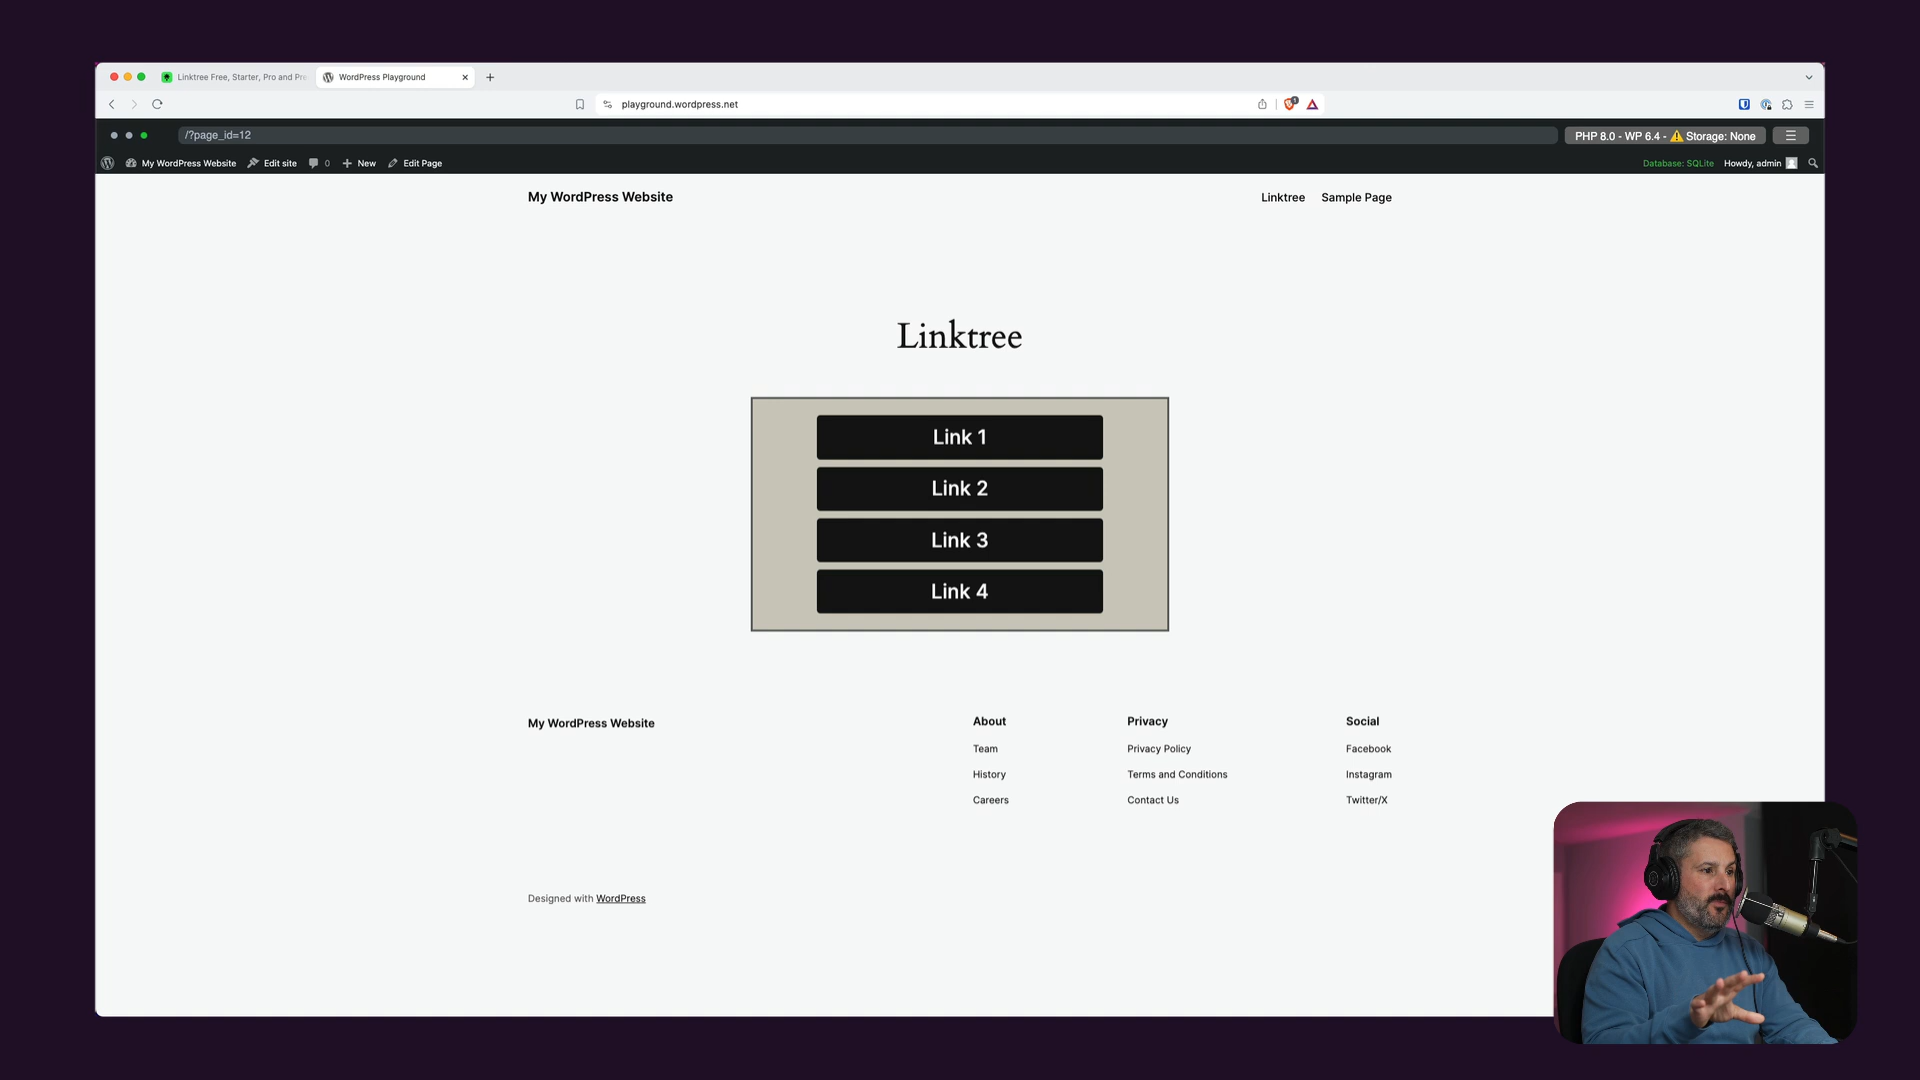 Linktree Free, Starter, Pro and Pre
WordPress Playground
playground.wordpress.net
/?page_id=12
PHP 8.0 - WP 6.4 - ⚠️ Storage: None
My WordPress Website
Edit site
0
New
Edit Page
Database: SQLite
Howdy, admin
My WordPress Website
Linktree
Sample Page
Linktree
Link 1
Link 2
Link 3
Link 4
My WordPress Website
About
Team
History
Careers
Privacy
Privacy Policy
Terms and Conditions
Contact Us
Social
Facebook
Instagram
Twitter/X
Designed with WordPress